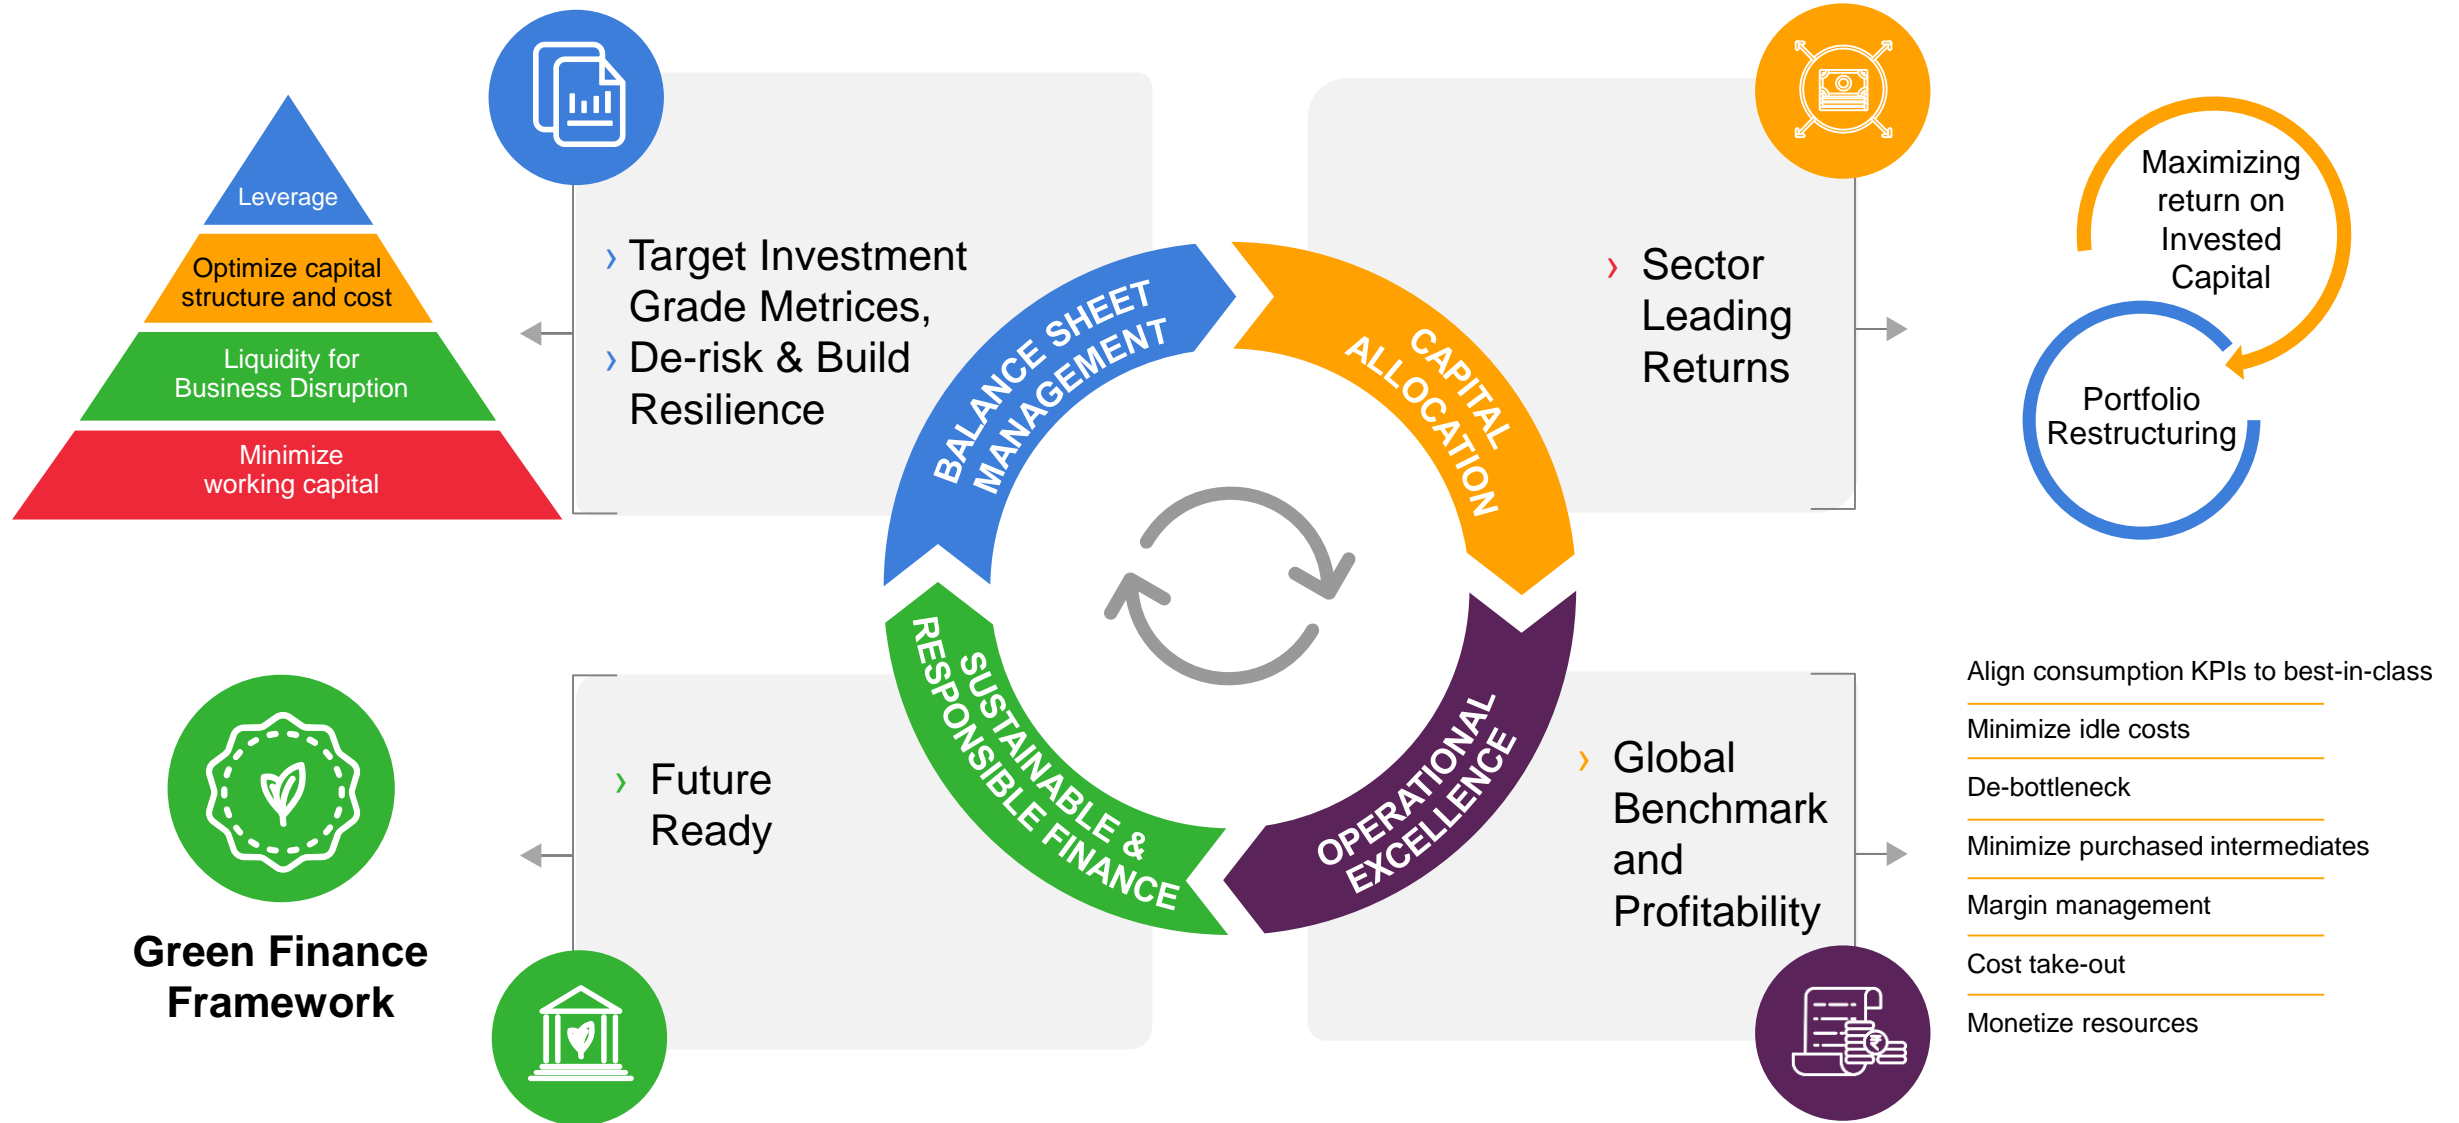 Leverage
Optimize capital
structure and cost
Liquidity for
Business Disruption
Minimize
working capital
› Target Investment
Grade Metrices,
› De-risk & Build
Resilience
BALANCE SHEET
MANAGEMENT
CAPITAL
ALLOCATION
› Sector
Leading
Returns
Maximizing
return on
Invested
Capital
Portfolio
Restructuring
Green Finance
Framework
› Future
Ready
SUSTAINABLE &
RESPONSIBLE FINANCE
OPERATIONAL
EXCELLENCE
› Global
Benchmark
and
Profitability
₹
Align consumption KPIs to best-in-class
Minimize idle costs
De-bottleneck
Minimize purchased intermediates
Margin management
Cost take-out
Monetize resources